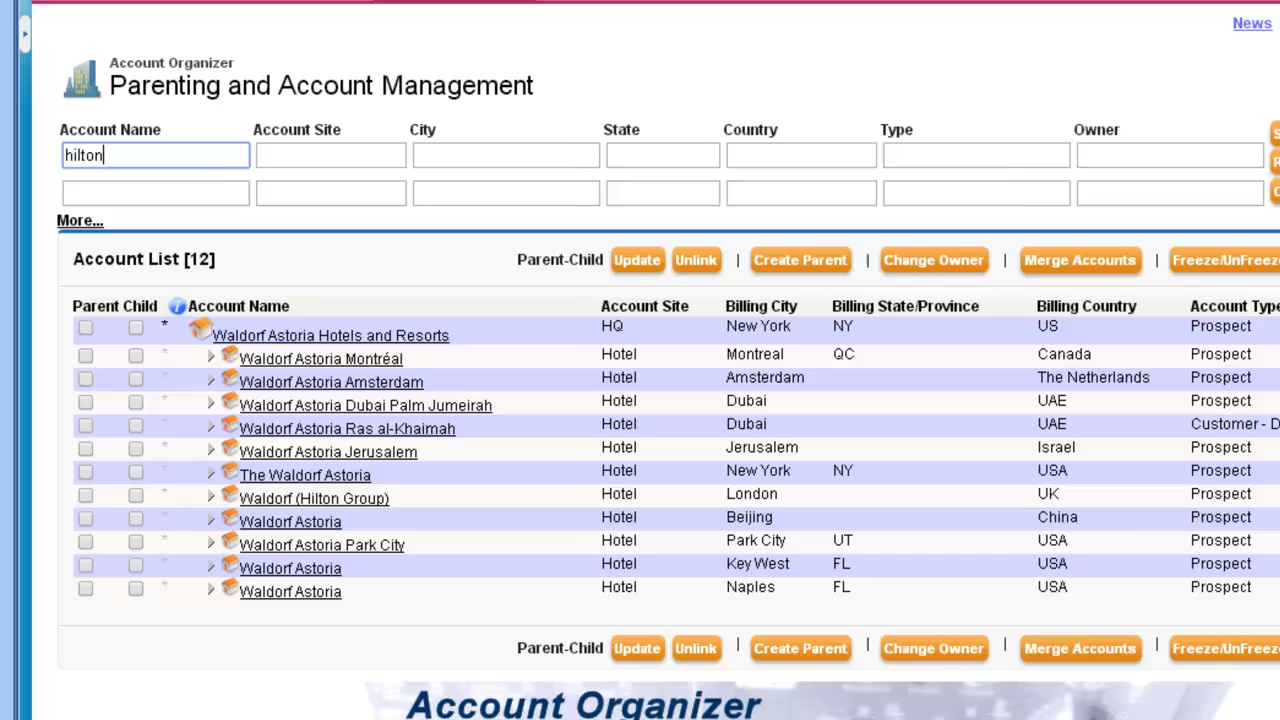 News
Account Organizer
Parenting and Account Management
Account Name Account Site City State Country Type Owner
hilton
More...
Account List [12] Parent-Child Update Unlink | Create Parent | Change Owner | Merge Accounts | Freeze/UnFreeze
Parent Child Account Name Account Site Billing City Billing State/Province Billing Country Account Type
* Waldorf Astoria Hotels and Resorts HQ New York NY US Prospect
* Waldorf Astoria Montréal Hotel Montreal QC Canada Prospect
* Waldorf Astoria Amsterdam Hotel Amsterdam The Netherlands Prospect
* Waldorf Astoria Dubai Palm Jumeirah Hotel Dubai UAE Prospect
* Waldorf Astoria Ras al-Khaimah Hotel Dubai UAE Customer - D
* Waldorf Astoria Jerusalem Hotel Jerusalem Israel Prospect
* The Waldorf Astoria Hotel New York NY USA Prospect
* Waldorf (Hilton Group) Hotel London UK Prospect
* Waldorf Astoria Hotel Beijing China Prospect
* Waldorf Astoria Park City Hotel Park City UT USA Prospect
* Waldorf Astoria Hotel Key West FL USA Prospect
* Waldorf Astoria Hotel Naples FL USA Prospect
Parent-Child Update Unlink | Create Parent | Change Owner | Merge Accounts | Freeze/UnFreeze
Account Organizer